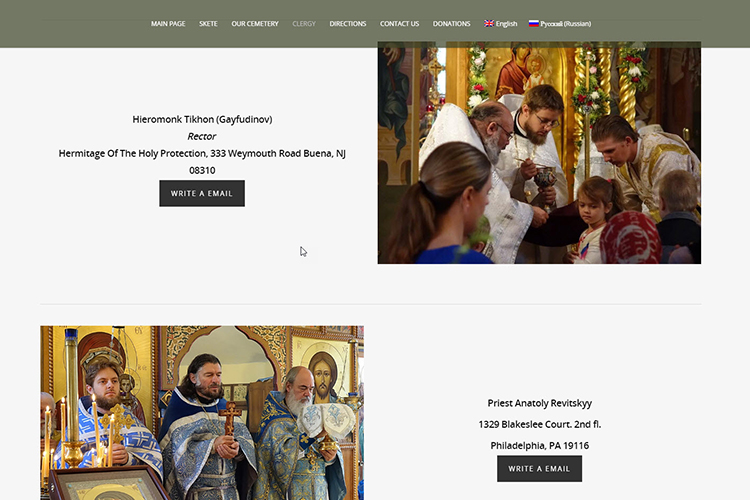 MAIN PAGE SKETE OUR CEMETERY CLERGY DIRECTIONS CONTACT US DONATIONS English Русский (Russian)
Hieromonk Tikhon (Gayfudinov)
Rector
Hermitage Of The Holy Protection, 333 Weymouth Road Buena, NJ
08310
WRITE A EMAIL
Priest Anatoly Revitskyy
1329 Blakeslee Court. 2nd fl.
Philadelphia, PA 19116
WRITE A EMAIL